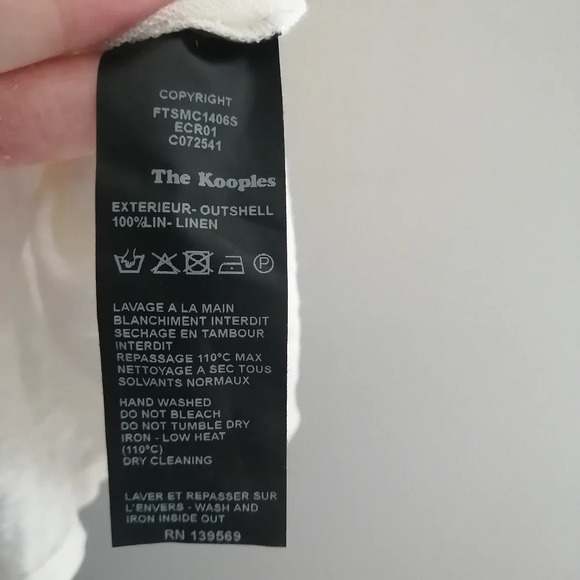 COPYRIGHT
FTSMC1406S
ECR01
C072541
The Kooples
EXTERIEUR- OUTSHELL
100%LIN- LINEN
P
LAVAGE A LA MAIN
BLANCHIMENT INTERDIT
SECHAGE EN TAMBOUR
INTERDIT
REPASSAGE 110°C MAX
NETTOYAGE A SEC TOUS
SOLVANTS NORMAUX
HAND WASHED
DO NOT BLEACH
DO NOT TUMBLE DRY
IRON - LOW HEAT
(110°C)
DRY CLEANING
LAVER ET REPASSER SUR
L'ENVERS - WASH AND
IRON INSIDE OUT
RN 139569